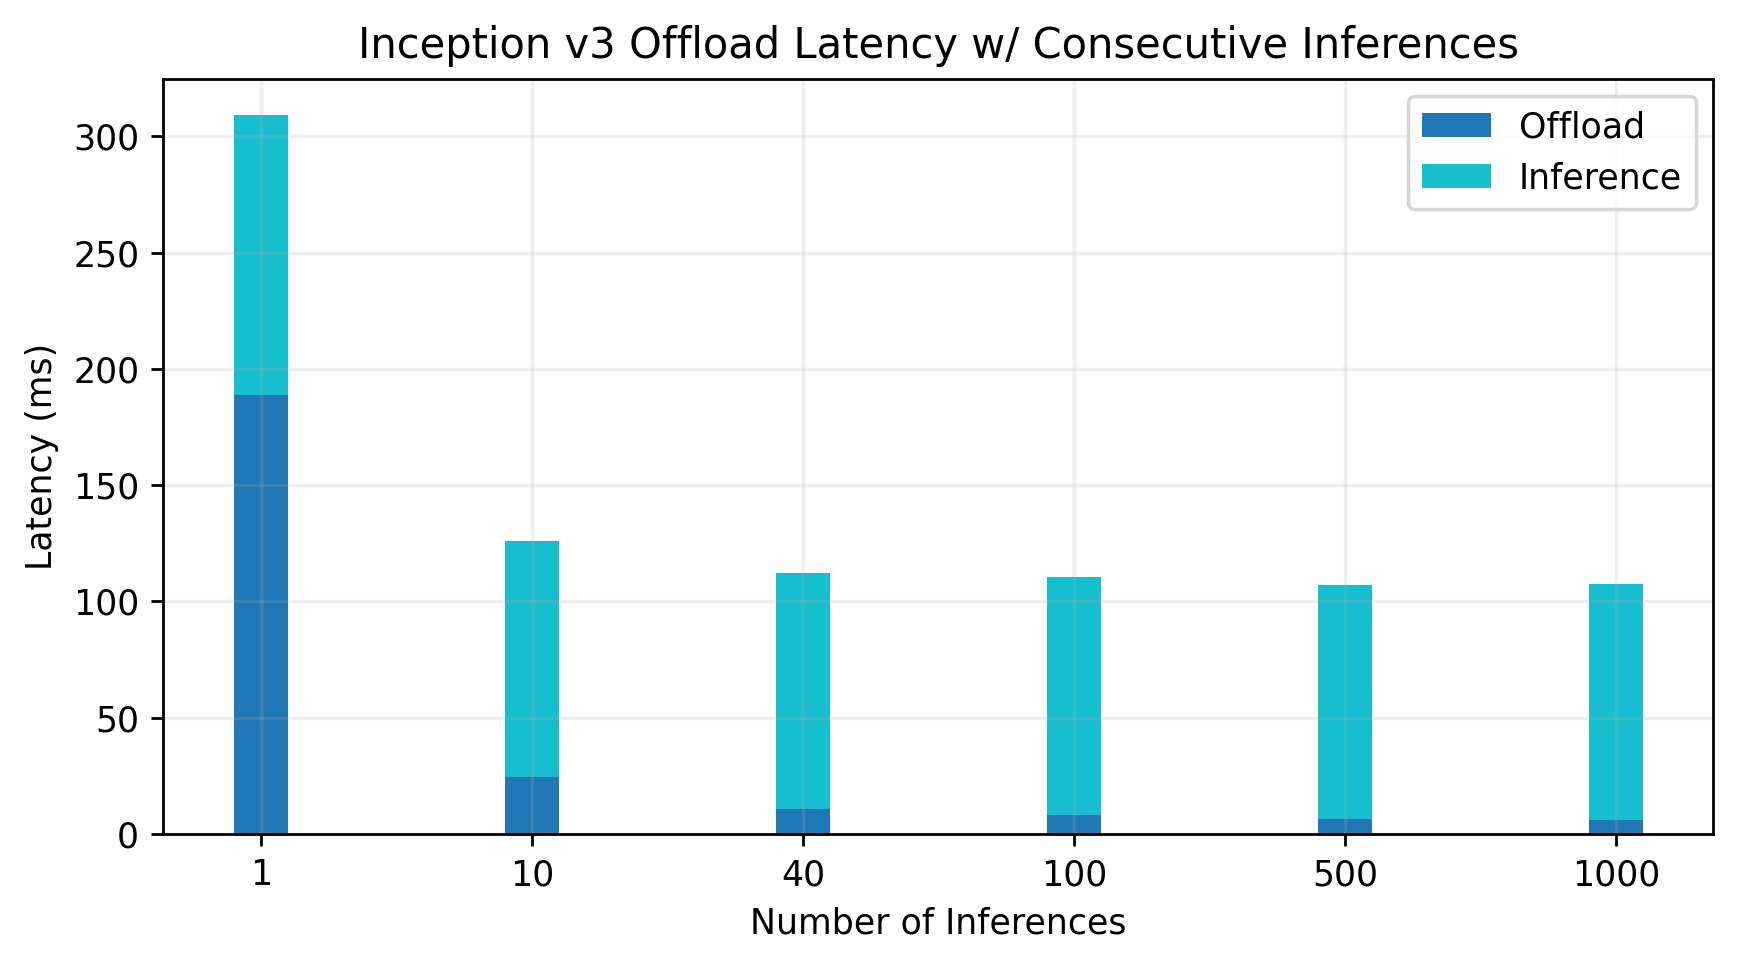 Inception v3 Offload Latency w/ Consecutive Inferences
Offload
Inference
Latency (ms)
300
250
200
150
100
50
0
1 10 40 100 500 1000
Number of Inferences